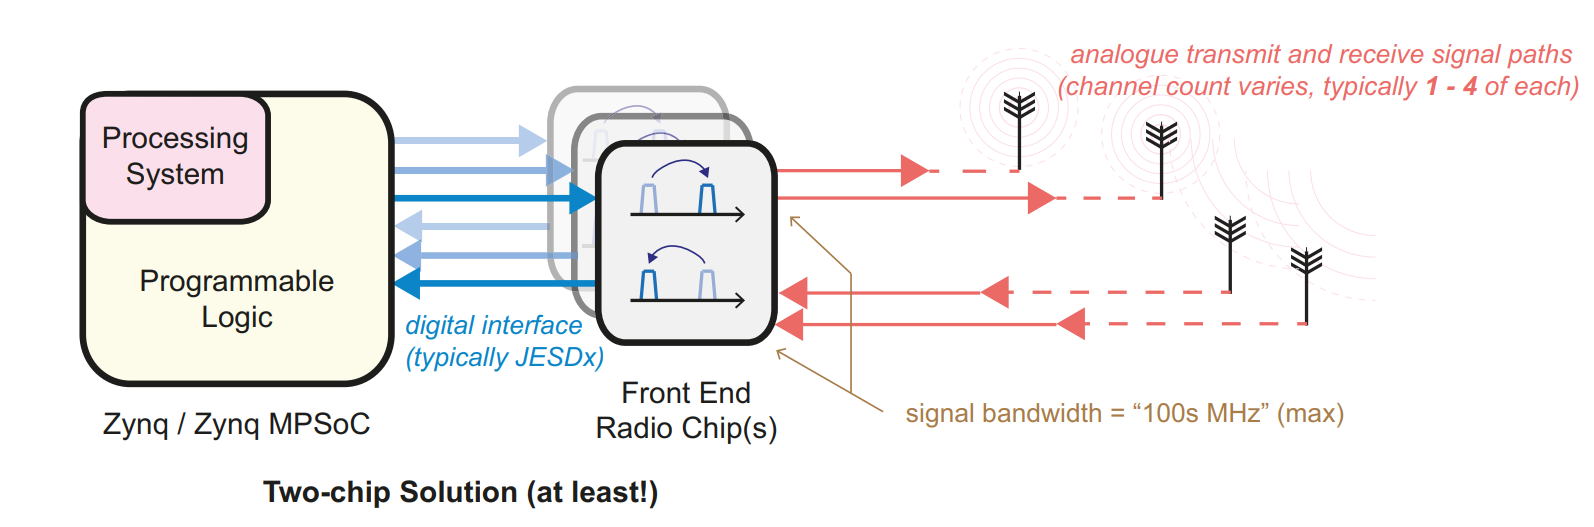 analogue transmit and receive signal paths
(channel count varies, typically 1 - 4 of each)
Processing
System
Programmable
Logic
digital interface
(typically JESDx)
Front End
Radio Chip(s)
signal bandwidth = “100s MHz” (max)
Zynq / Zynq MPSoC
Two-chip Solution (at least!)